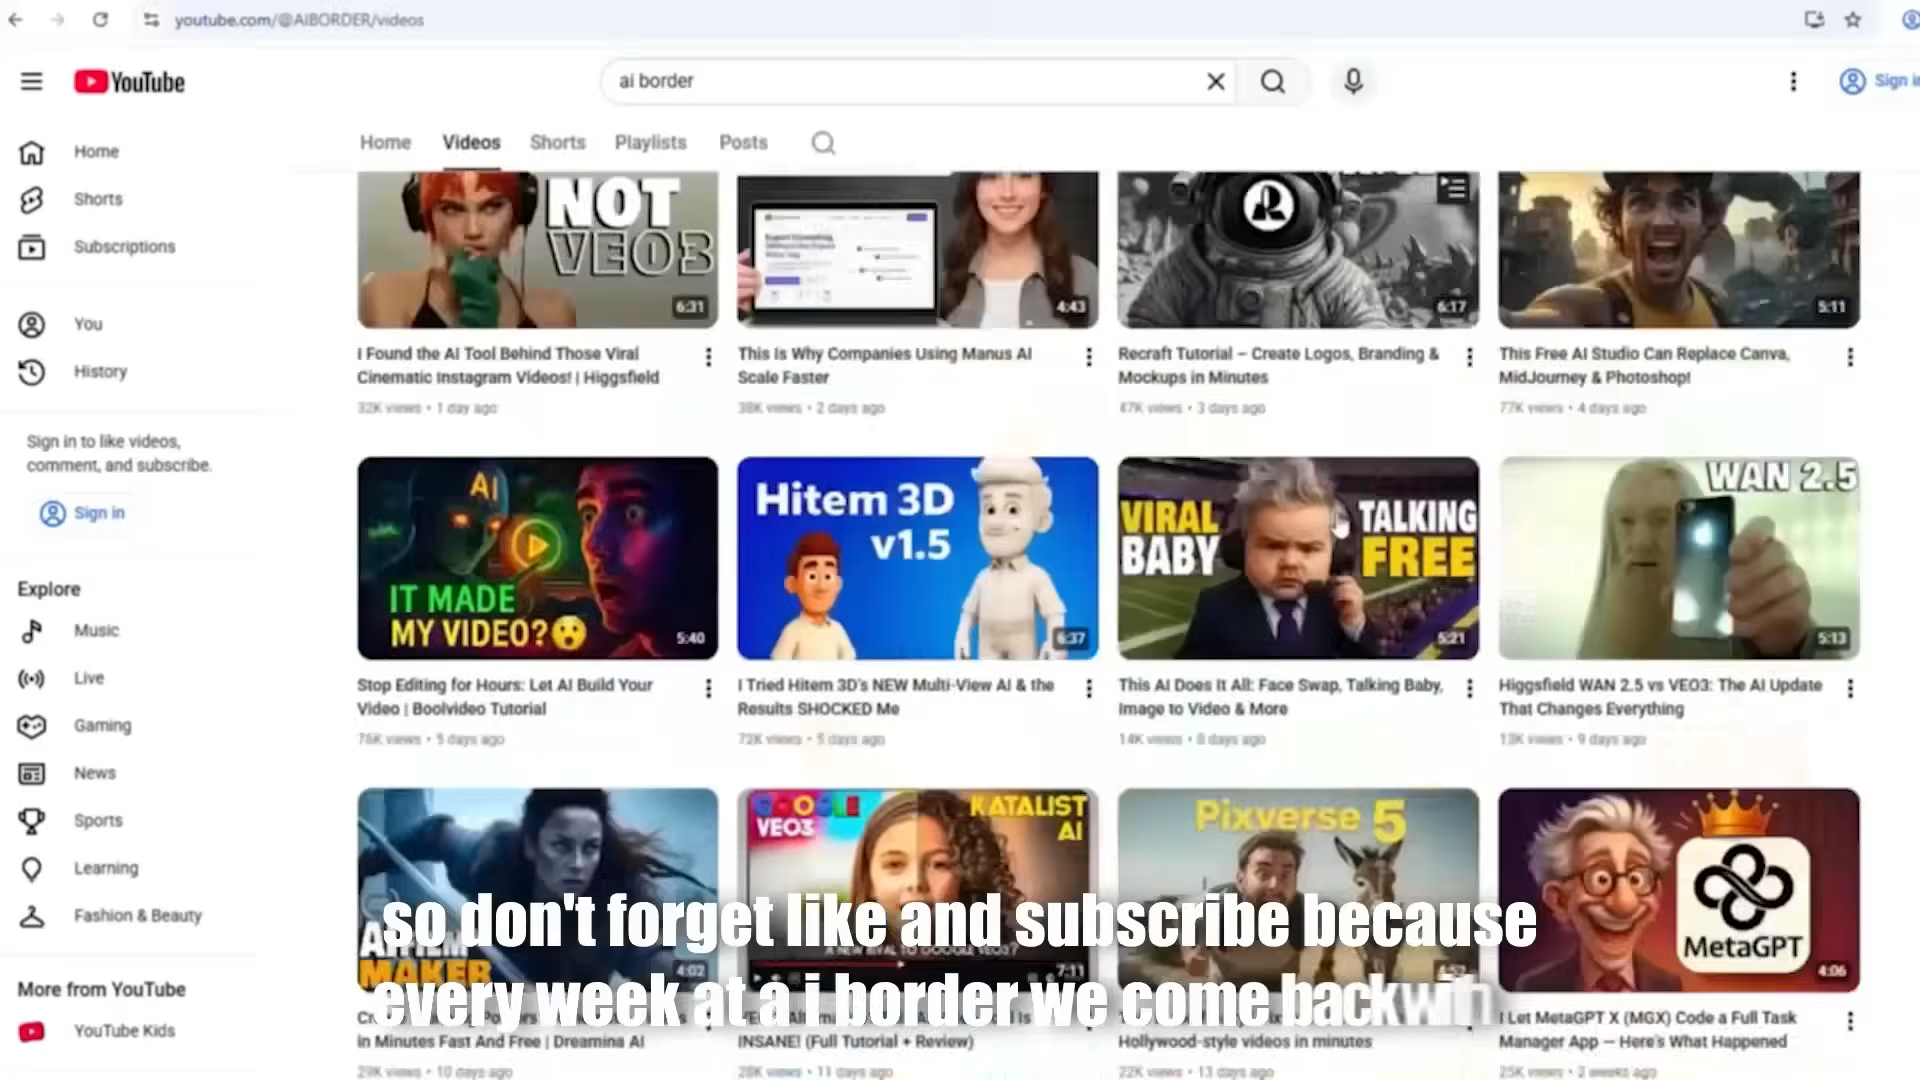 youtube.com/@AIBORDER/videos
YouTube
ai border
Sign in
Home
Videos
Shorts
Playlists
Posts
Home
Shorts
Subscriptions
You
History
Sign in to like videos,
comment, and subscribe.
Sign in
Explore
Music
Live
Gaming
News
Sports
Learning
Fashion & Beauty
More from YouTube
YouTube Kids
NOT
VEO3
6:31
I Found the AI Tool Behind Those Viral
Cinematic Instagram Videos! | Higgsfield
32K views • 1 day ago
4:43
This Is Why Companies Using Manus AI
Scale Faster
38K views • 2 days ago
6:17
Recraft Tutorial – Create Logos, Branding &
Mockups in Minutes
47K views • 3 days ago
5:11
This Free AI Studio Can Replace Canva,
MidJourney & Photoshop!
77K views • 4 days ago
AI
IT MADE
MY VIDEO?
5:40
Stop Editing for Hours: Let AI Build Your
Video | Boolvideo Tutorial
76K views • 5 days ago
Hitem 3D
v1.5
6:37
I Tried Hitem 3D's NEW Multi-View AI & the
Results SHOCKED Me
72K views • 5 days ago
VIRAL
BABY
TALKING
FREE
5:21
This AI Does It All: Face Swap, Talking Baby,
Image to Video & More
14K views • 8 days ago
WAN 2.5
5:13
Higgsfield WAN 2.5 vs VEO3: The AI Update
That Changes Everything
13K views • 9 days ago
MAKER
4:02
in Minutes Fast And Free | Dreamina AI
29K views • 10 days ago
GOOGLE
VEO3
KATALIST
AI
7:11
INSANE! (Full Tutorial + Review)
28K views • 11 days ago
Pixverse 5
Hollywood-style videos in minutes
22K views • 13 days ago
MetaGPT
4:06
I Let MetaGPT X (MGX) Code a Full Task
Manager App — Here's What Happened
25K views • 2 weeks ago
so don't forget like and subscribe because
every week at a i border we come back with